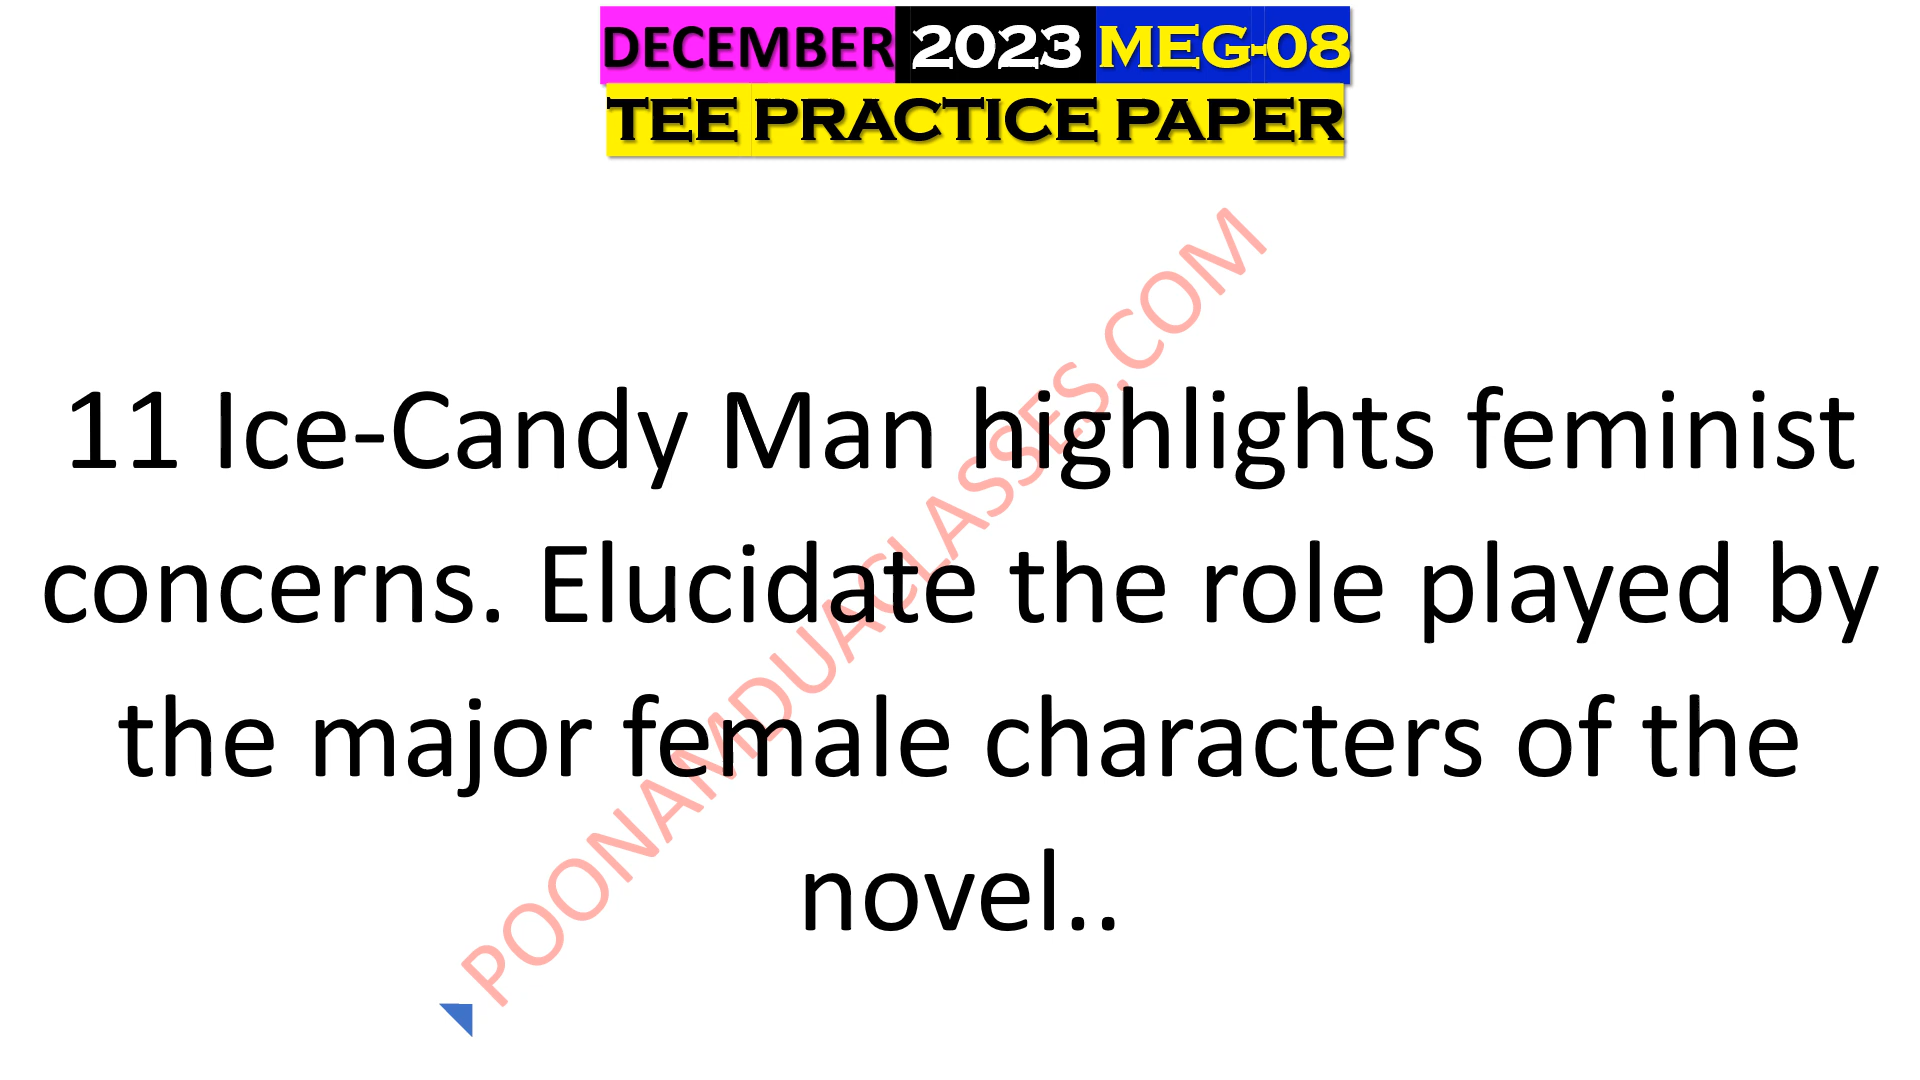 DECEMBER 2023 MEG-08
TEE PRACTICE PAPER
11 Ice-Candy Man highlights feminist
concerns. Elucidate the role played by
the major female characters of the
novel..
POONAMDUACLASSES.COM